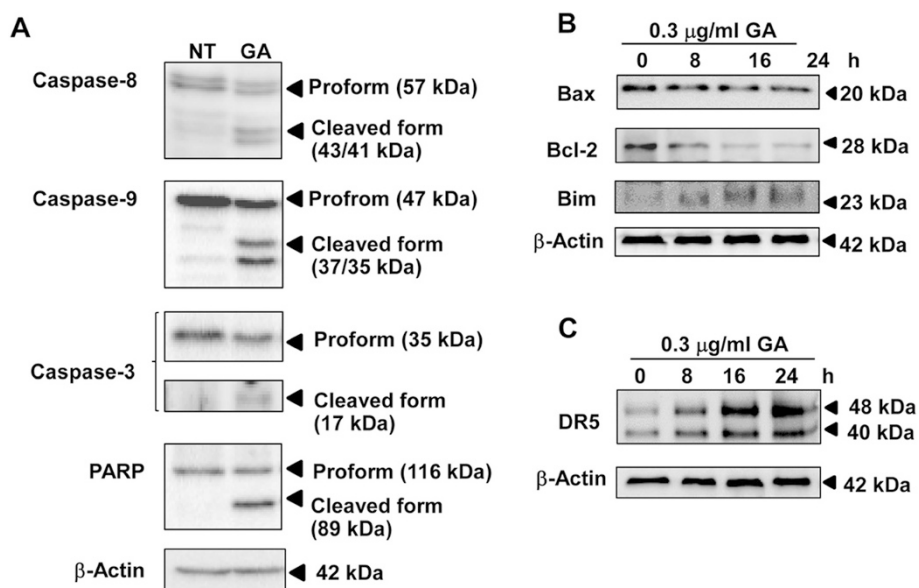 A
NT GA
Caspase-8
Proform (57 kDa)
Cleaved form
(43/41 kDa)
Caspase-9
Profrom (47 kDa)
Cleaved form
(37/35 kDa)
Caspase-3
Proform (35 kDa)
Cleaved form
(17 kDa)
PARP
Proform (116 kDa)
Cleaved form
(89 kDa)
β-Actin
42 kDa
B
0.3 μg/ml GA
0 8 16 24 h
Bax
20 kDa
Bcl-2
28 kDa
Bim
23 kDa
β-Actin
42 kDa
C
0.3 μg/ml GA
0 8 16 24 h
DR5
48 kDa
40 kDa
β-Actin
42 kDa